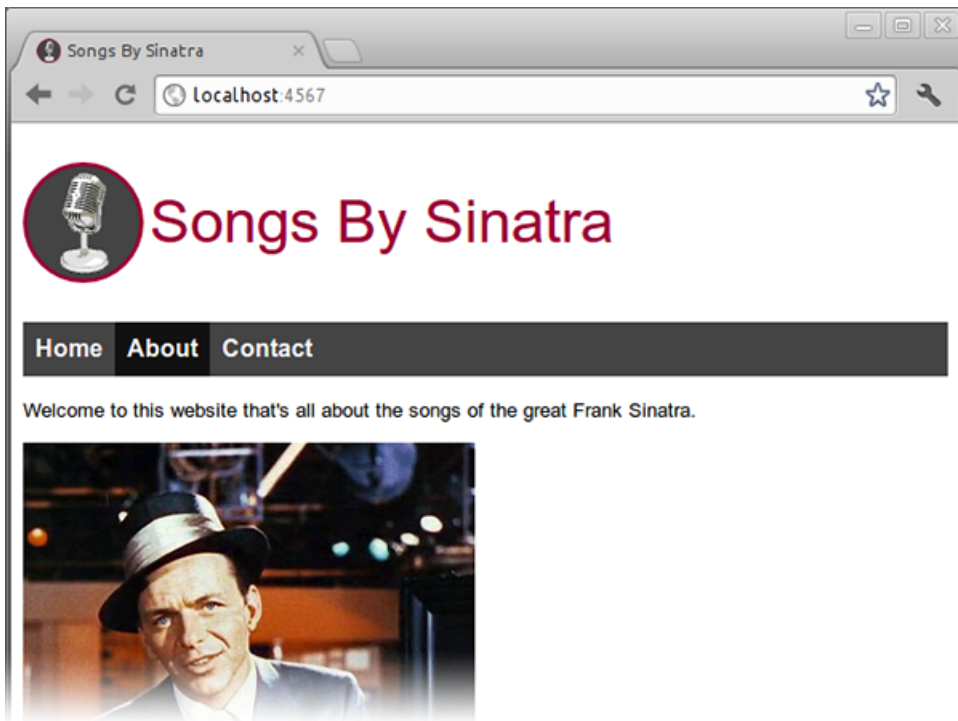 Songs By Sinatra
localhost:4567
Songs By Sinatra
Home About Contact
Welcome to this website that's all about the songs of the great Frank Sinatra.